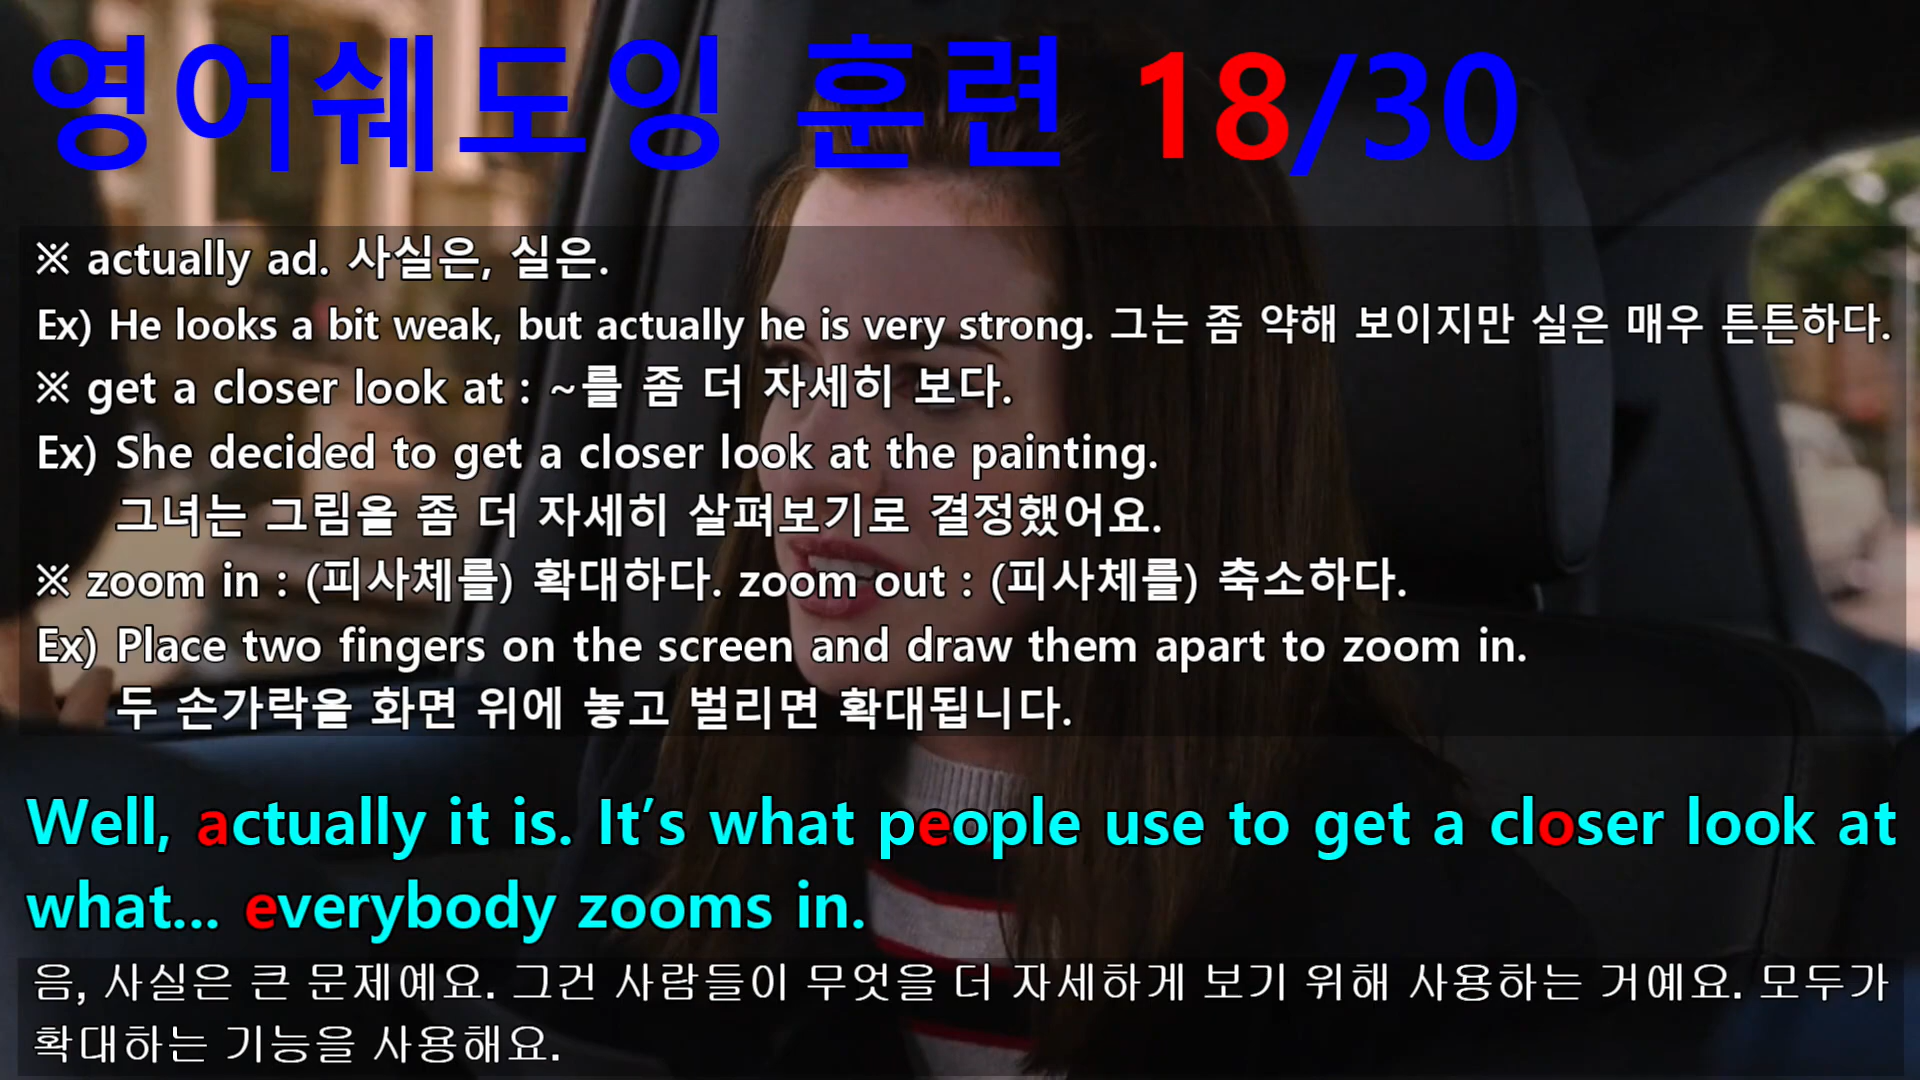 영어쉐도잉 훈련 18/30
※ actually ad. 사실은, 실은.
Ex) He looks a bit weak, but actually he is very strong. 그는 좀 약해 보이지만 실은 매우 튼튼하다.
※ get a closer look at : ~를 좀 더 자세히 보다.
Ex) She decided to get a closer look at the painting.
그녀는 그림을 좀 더 자세히 살펴보기로 결정했어요.
※ zoom in : (피사체를) 확대하다. zoom out : (피사체를) 축소하다.
Ex) Place two fingers on the screen and draw them apart to zoom in.
두 손가락을 화면 위에 놓고 벌리면 확대됩니다.
Well, actually it is. It’s what people use to get a closer look at
what... everybody zooms in.
음, 사실은 큰 문제예요. 그건 사람들이 무엇을 더 자세하게 보기 위해 사용하는 거예요. 모두가
확대하는 기능을 사용해요.